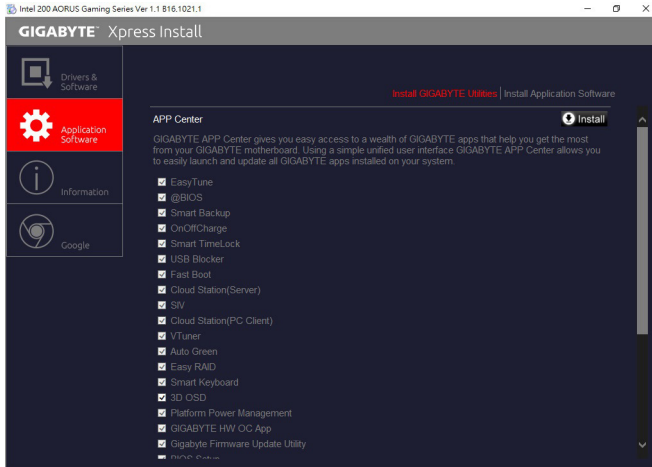 Intel 200 AORUS Gaming Series Ver 1.1 B16.1021.1
GIGABYTE™ Xpress Install
Drivers &
Software
Application
Software
Information
Google
Install GIGABYTE Utilities | Install Application Software
APP Center
Install
GIGABYTE APP Center gives you easy access to a wealth of GIGABYTE apps that help you get the most
from your GIGABYTE motherboard. Using a simple unified user interface GIGABYTE APP Center allows you
to easily launch and update all GIGABYTE apps installed on your system.
EasyTune
@BIOS
Smart Backup
OnOffCharge
Smart TimeLock
USB Blocker
Fast Boot
Cloud Station(Server)
SIV
Cloud Station(PC Client)
VTuner
Auto Green
Easy RAID
Smart Keyboard
3D OSD
Platform Power Management
GIGABYTE HW OC App
Gigabyte Firmware Update Utility
BIOS Setup